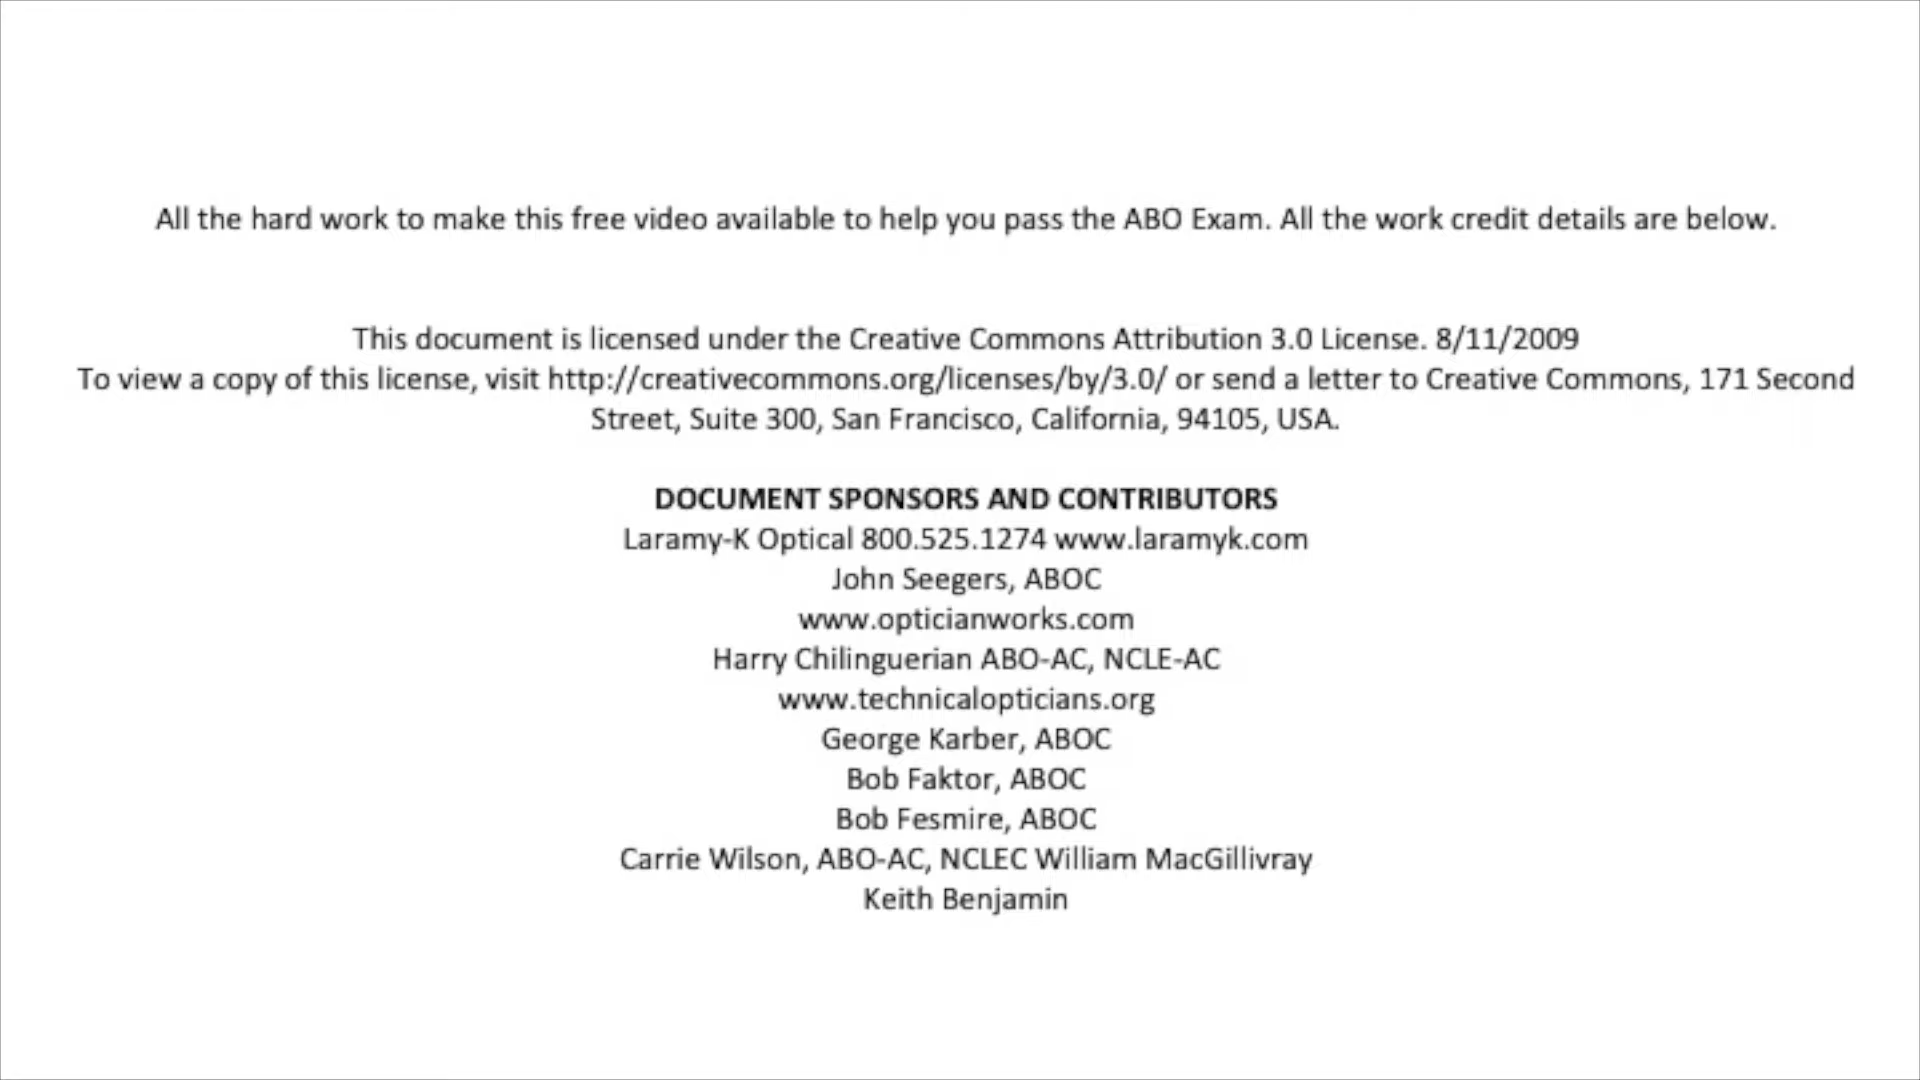 All the hard work to make this free video available to help you pass the ABO Exam. All the work credit details are below.
This document is licensed under the Creative Commons Attribution 3.0 License. 8/11/2009
To view a copy of this license, visit http://creativecommons.org/licenses/by/3.0/ or send a letter to Creative Commons, 171 Second
Street, Suite 300, San Francisco, California, 94105, USA.
DOCUMENT SPONSORS AND CONTRIBUTORS
Laramy-K Optical 800.525.1274 www.laramyk.com
John Seegers, ABOC
www.opticianworks.com
Harry Chilinguerian ABO-AC, NCLE-AC
www.technicalopticians.org
George Karber, ABOC
Bob Faktor, ABOC
Bob Fesmire, ABOC
Carrie Wilson, ABO-AC, NCLEC William MacGillivray
Keith Benjamin